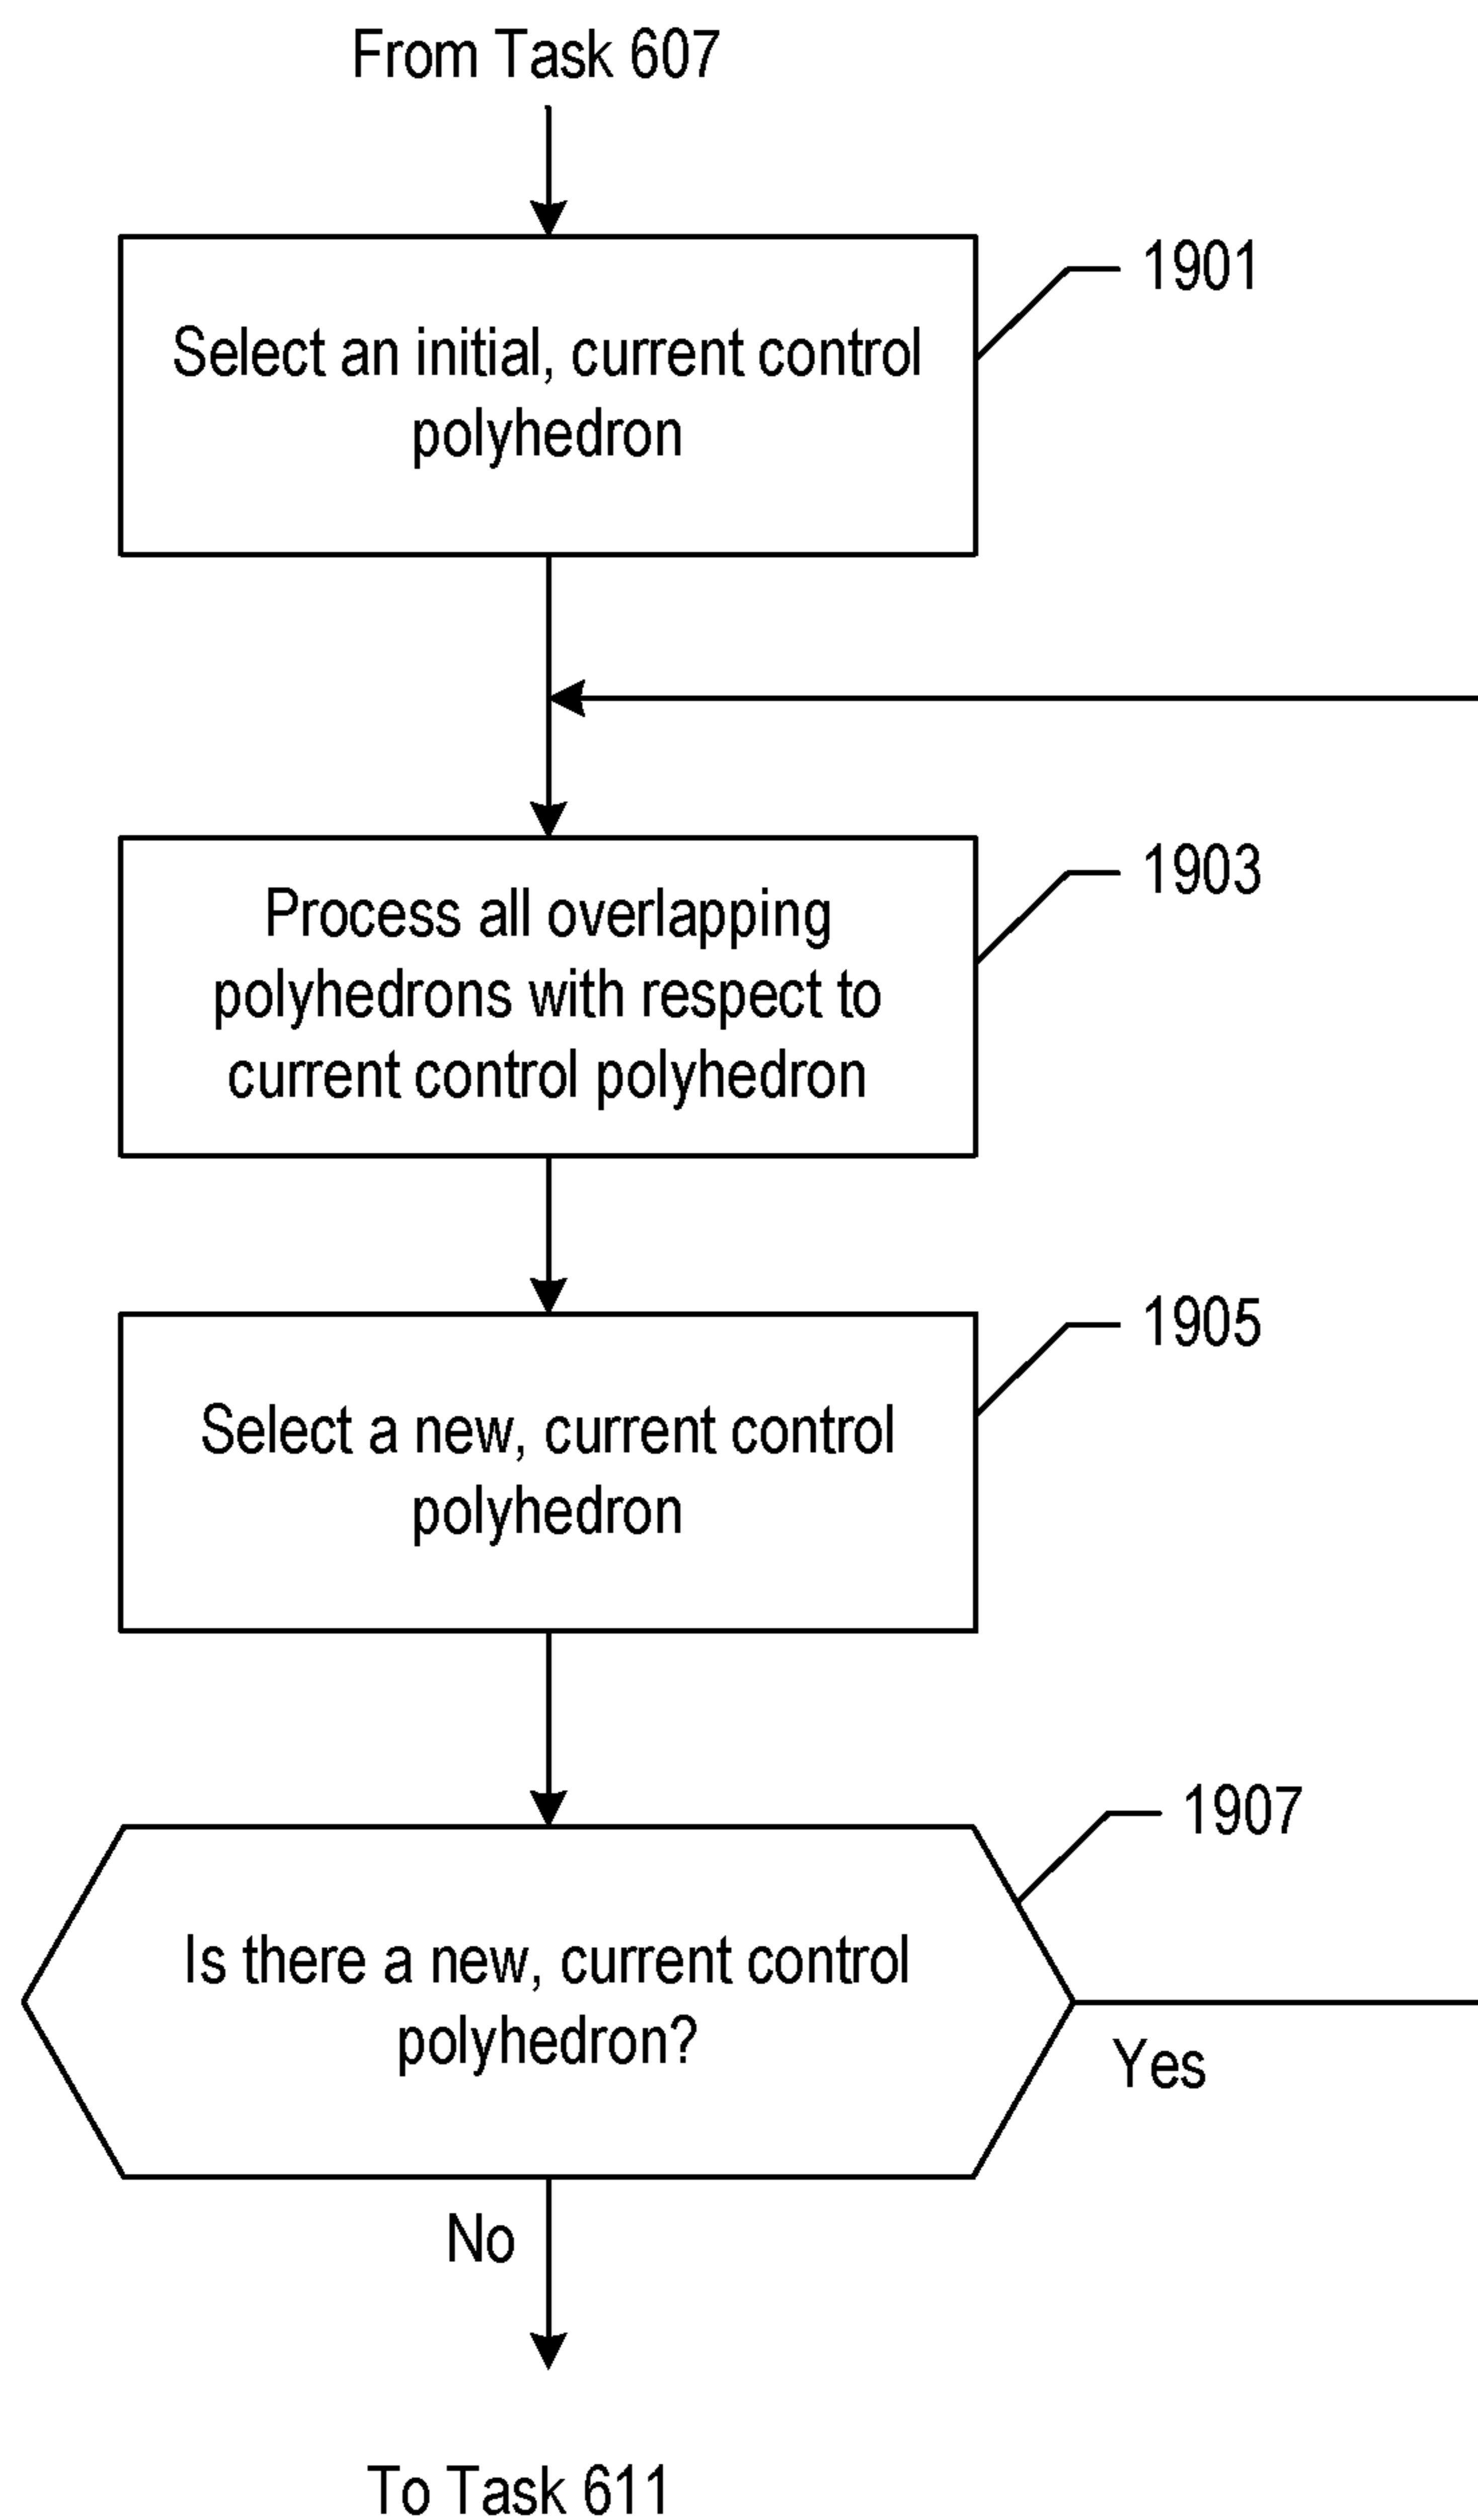 From Task 607
1901
Select an initial, current control
polyhedron
1903
Process all overlapping
polyhedrons with respect to
current control polyhedron
1905
Select a new, current control
polyhedron
1907
Is there a new, current control
polyhedron?
Yes
No
To Task 611